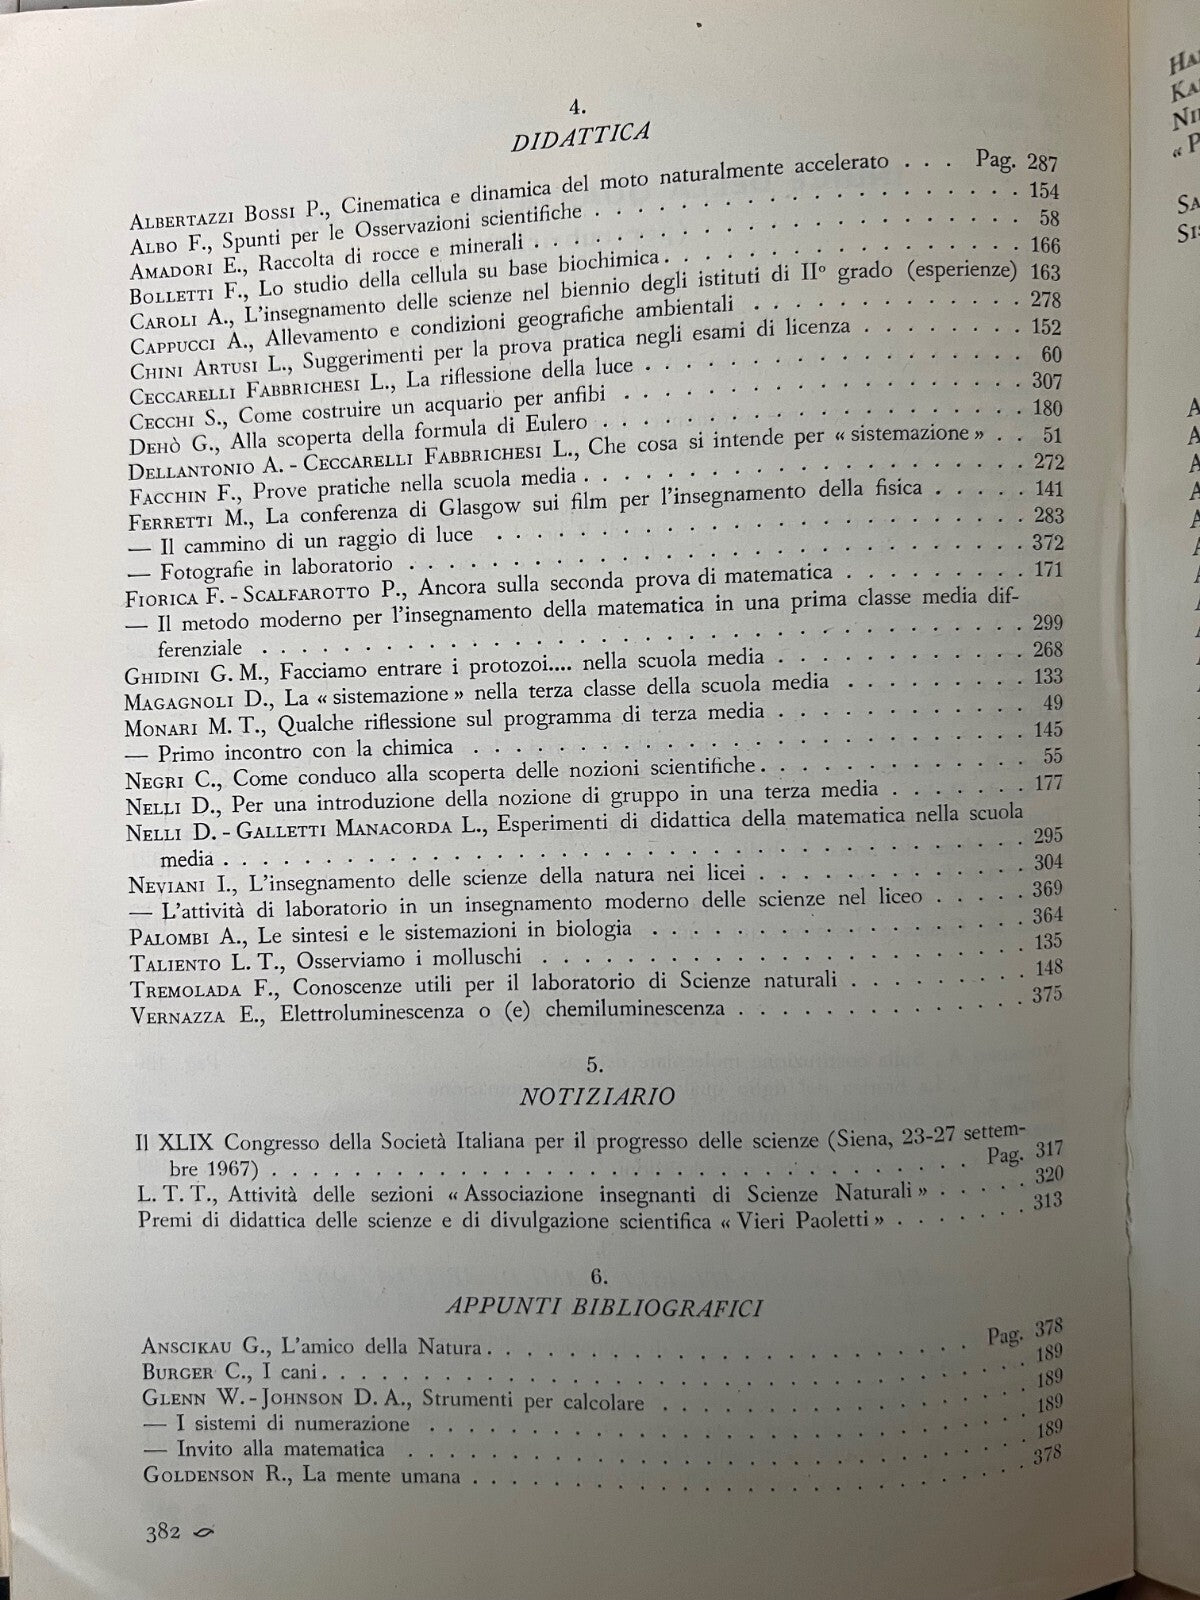 4.
DIDATTICA
ALBERTAZZI BOSSI P., Cinematica e dinamica del moto naturalmente accelerato . . . Pag. 287
ALBO F., Spunti per le Osservazioni scientifiche . . . . . . . . . . . . . . . . 154
AMADORI E., Raccolta di rocce e minerali . . . . . . . . . . . . . . . . . . 58
BOLLETTI F., Lo studio della cellula su base biochimica . . . . . . . . . . . . . 166
CAROLI A., L'insegnamento delle scienze nel biennio degli istituti di II° grado (esperienze) 163
CAPPUCCI A., Allevamento e condizioni geografiche ambientali . . . . . . . . . . . 278
CHINI ARTUSI L., Suggerimenti per la prova pratica negli esami di licenza . . . . . . . 152
CECCARELLI FABBRICHESI L., La riflessione della luce . . . . . . . . . . . . . . 60
CECCHI S., Come costruire un acquario per anfibi . . . . . . . . . . . . . . . 307
DEHÒ G., Alla scoperta della formula di Eulero . . . . . . . . . . . . . . . . 180
DELLANTONIO A. - CECCARELLI FABBRICHESI L., Che cosa si intende per « sistemazione » . . 51
FACCHIN F., Prove pratiche nella scuola media . . . . . . . . . . . . . . . . 272
FERRETTI M., La conferenza di Glasgow sui film per l'insegnamento della fisica . . . . . 141
— Il cammino di un raggio di luce . . . . . . . . . . . . . . . . . . . . 283
— Fotografie in laboratorio . . . . . . . . . . . . . . . . . . . . . . . 372
FIORICA F. - SCALFAROTTO P., Ancora sulla seconda prova di matematica . . . . . . . . 171
— Il metodo moderno per l'insegnamento della matematica in una prima classe media dif-
ferenziale . . . . . . . . . . . . . . . . . . . . . . . . . . . . . 299
GHIDINI G. M., Facciamo entrare i protozoi.... nella scuola media . . . . . . . . . . 268
MAGAGNOLI D., La « sistemazione » nella terza classe della scuola media . . . . . . . . 133
MONARI M. T., Qualche riflessione sul programma di terza media . . . . . . . . . . 49
— Primo incontro con la chimica . . . . . . . . . . . . . . . . . . . . . 145
NEGRI C., Come conduco alla scoperta delle nozioni scientifiche . . . . . . . . . . . 55
NELLI D., Per una introduzione della nozione di gruppo in una terza media . . . . . . . 177
NELLI D. - GALLETTI MANACORDA L., Esperimenti di didattica della matematica nella scuola
media . . . . . . . . . . . . . . . . . . . . . . . . . . . . . . 295
NEVIANI I., L'insegnamento delle scienze della natura nei licei . . . . . . . . . . . 304
— L'attività di laboratorio in un insegnamento moderno delle scienze nel liceo . . . . . 369
PALOMBI A., Le sintesi e le sistemazioni in biologia . . . . . . . . . . . . . . . 364
TALIENTO L. T., Osserviamo i molluschi . . . . . . . . . . . . . . . . . . . 135
TREMOLADA F., Conoscenze utili per il laboratorio di Scienze naturali . . . . . . . . 148
VERNAZZA E., Elettroluminescenza o (e) chemiluminescenza . . . . . . . . . . . . 375
5.
NOTIZIARIO
Il XLIX Congresso della Società Italiana per il progresso delle scienze (Siena, 23-27 settem-
bre 1967) . . . . . . . . . . . . . . . . . . . . . . . . . . Pag. 317
L. T. T., Attività delle sezioni « Associazione insegnanti di Scienze Naturali » . . . . . 320
Premi di didattica delle scienze e di divulgazione scientifica « Vieri Paoletti » . . . . . . . 313
6.
APPUNTI BIBLIOGRAFICI
ANSCIKAU G., L'amico della Natura . . . . . . . . . . . . . . . . . . Pag. 378
BURGER C., I cani . . . . . . . . . . . . . . . . . . . . . . . . . . 189
GLENN W. - JOHNSON D. A., Strumenti per calcolare . . . . . . . . . . . . . . 189
— I sistemi di numerazione . . . . . . . . . . . . . . . . . . . . . . . 189
— Invito alla matematica . . . . . . . . . . . . . . . . . . . . . . . . 189
GOLDENSON R., La mente umana . . . . . . . . . . . . . . . . . . . . . 378
382